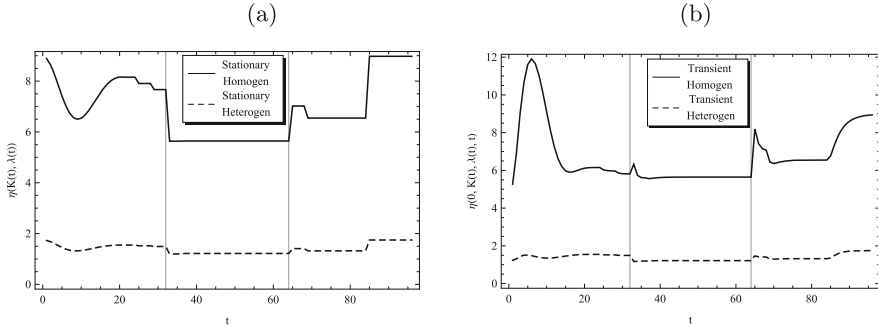 (a)
η(K(t), λ(t))
8
6
4
2
0
Stationary
Homogen
Stationary
Heterogen
0 20 40 60 80
t
(b)
η(0, K(t), λ(t), t)
12
10
8
6
4
2
0
Transient
Homogen
Transient
Heterogen
0 20 40 60 80
t